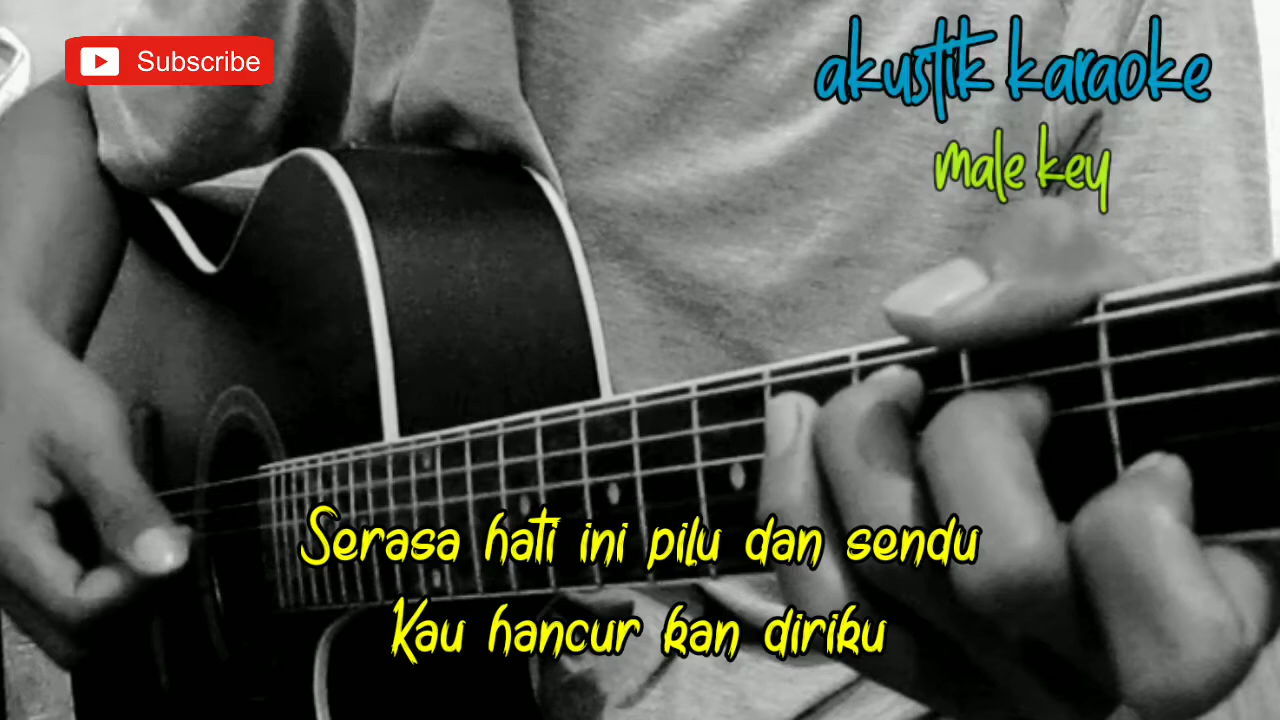 Subscribe
akustik karaoke
male key
Serasa hati ini pilu dan sendu
Kau hancur kan diriku